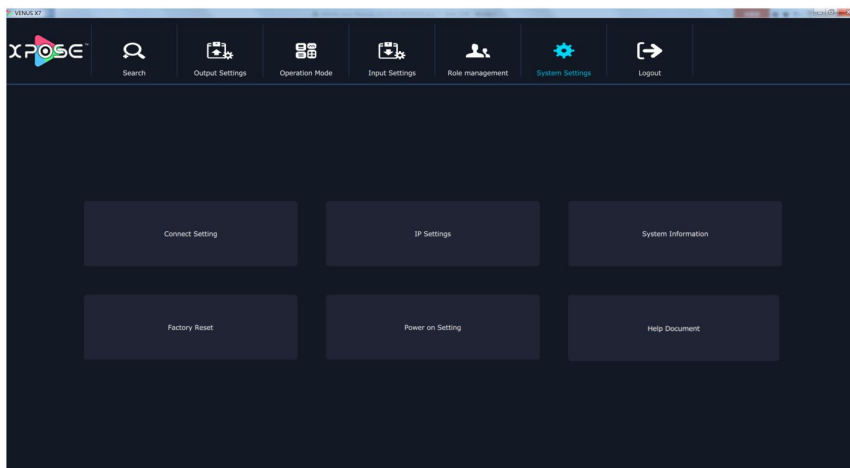 VENUS X7
XPOSE™
Search
Output Settings
Operation Mode
Input Settings
Role management
System Settings
Logout
Connect Setting
IP Settings
System Information
Factory Reset
Power on Setting
Help Document